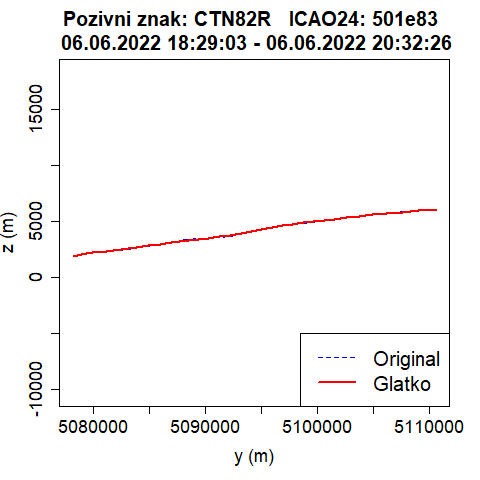 Pozivni znak: CTN82R   ICAO24: 501e83
06.06.2022 18:29:03 - 06.06.2022 20:32:26
z (m)
15000
5000
0
-10000
5080000
5090000
5100000
5110000
y (m)
Original
Glatko